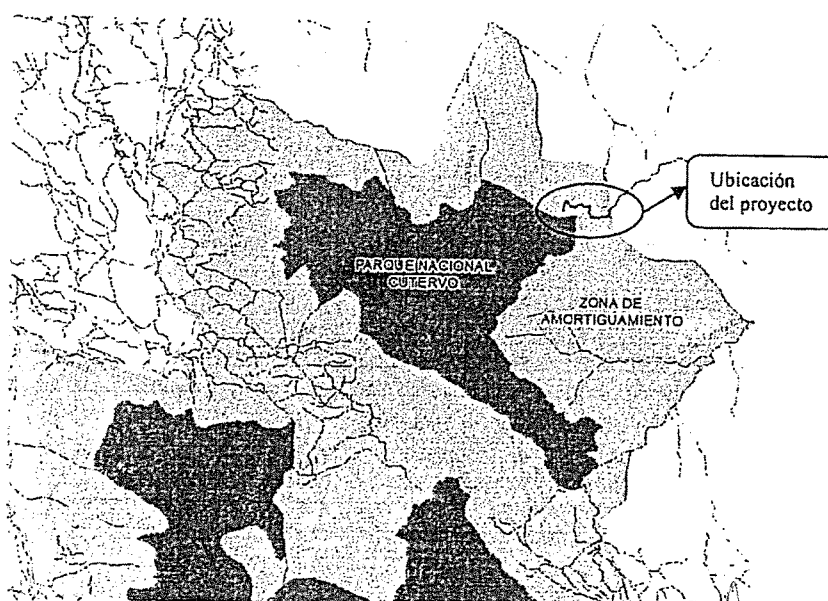 Ubicación
del proyecto
PARQUE NACIONAL
CUTERVO
ZONA DE
AMORTIGUAMIENTO